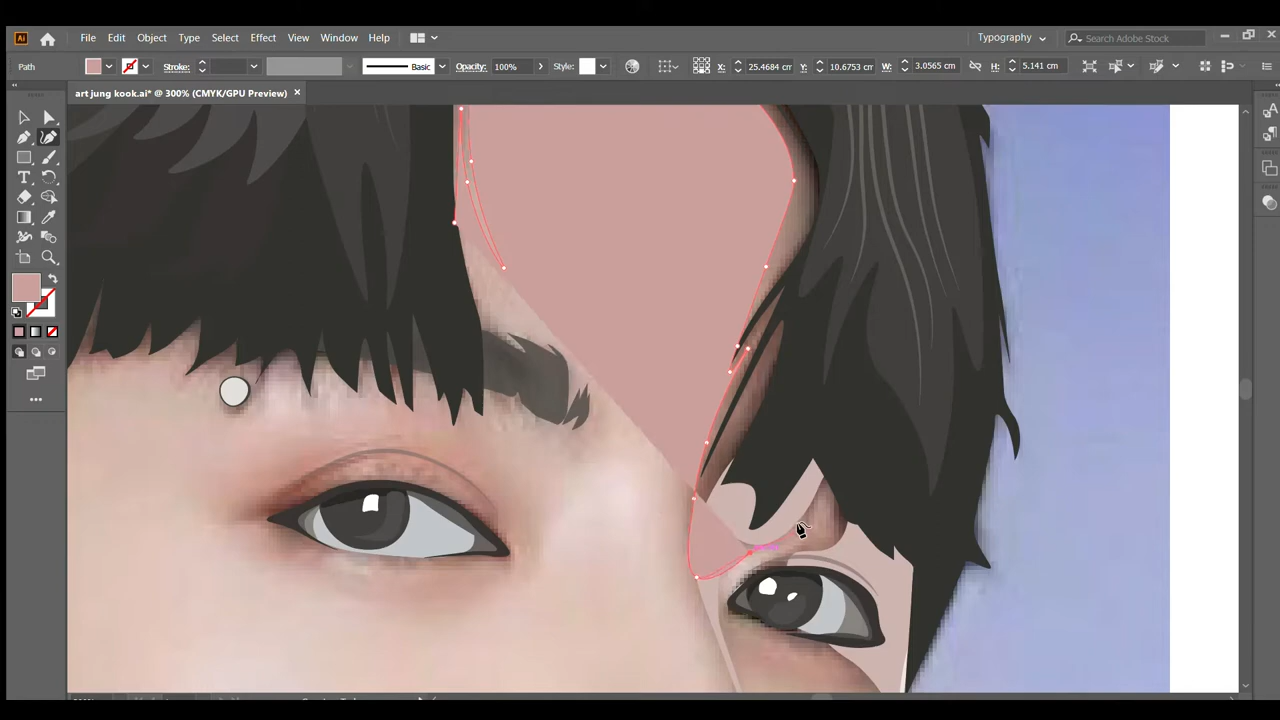 Ai File Edit Object Type Select Effect View Window Help Typography Search Adobe Stock
Path Stroke: Basic Opacity: 100% Style: X: 25.4684 cm Y: 10.6753 cm W: 3.0565 cm H: 5.141 cm
art jung kook.ai* @ 300% (CMYK/GPU Preview)